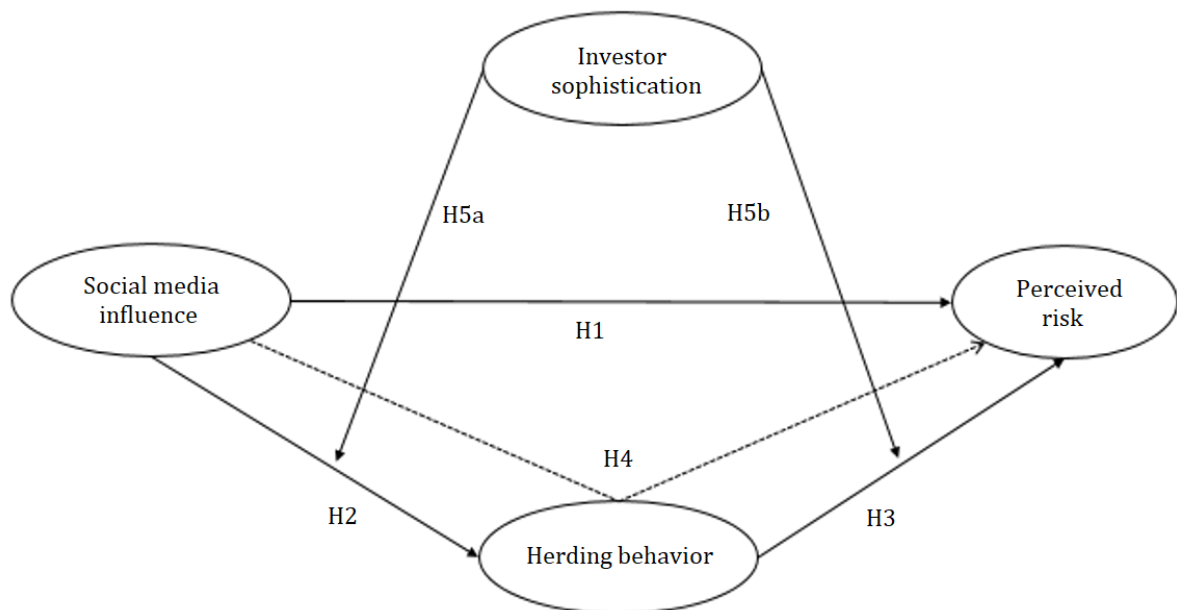 Investor
sophistication
H5a
H5b
Social media
influence
Perceived
risk
H1
H4
H2
H3
Herding behavior